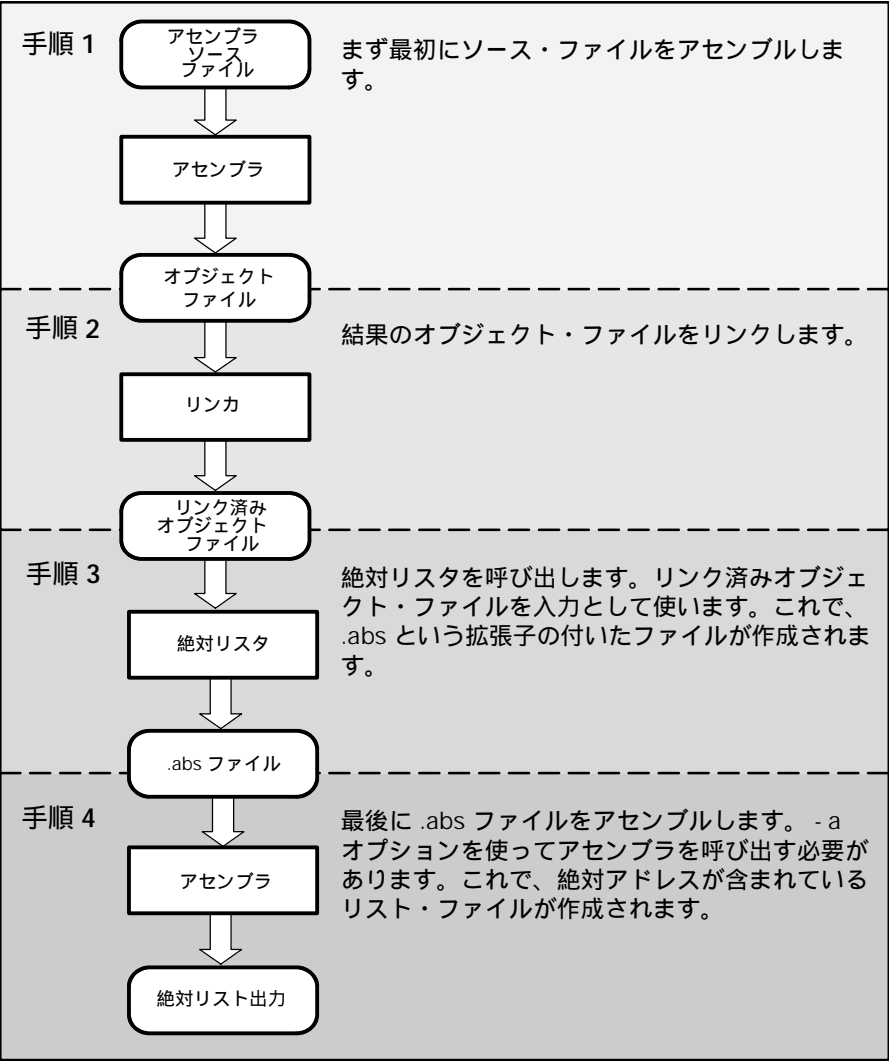 手順 1
アセンブラ
ソース
ファイル
まず最初にソース・ファイルをアセンブルしま
す。
アセンブラ
オブジェクト
ファイル
手順 2
結果のオブジェクト・ファイルをリンクします。
リンカ
リンク済み
オブジェクト
ファイル
手順 3
絶対リスタを呼び出します。リンク済みオブジェ
クト・ファイルを入力として使います。これで、
.abs という拡張子の付いたファイルが作成されま
す。
絶対リスタ
.abs ファイル
手順 4
最後に .abs ファイルをアセンブルします。 - a
オプションを使ってアセンブラを呼び出す必要が
あります。これで、絶対アドレスが含まれている
リスト・ファイルが作成されます。
アセンブラ
絶対リスト出力